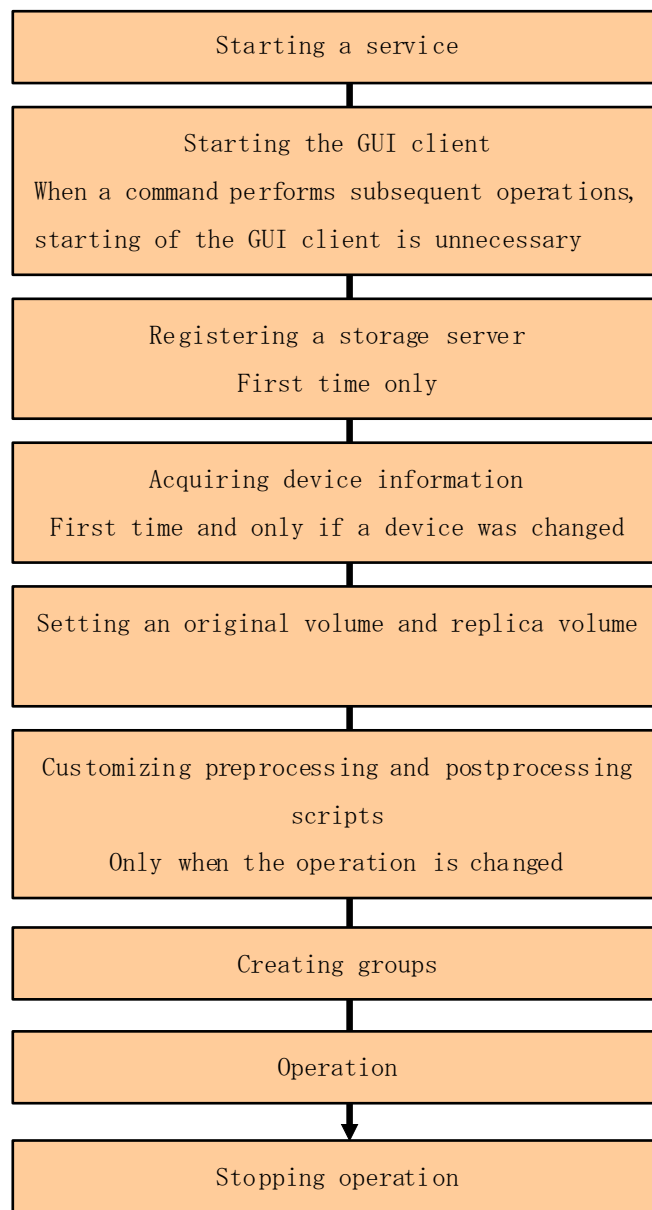 Starting a service
Starting the GUI client
When a command performs subsequent operations,
starting of the GUI client is unnecessary
Registering a storage server
First time only
Acquiring device information
First time and only if a device was changed
Setting an original volume and replica volume
Customizing preprocessing and postprocessing
scripts
Only when the operation is changed
Creating groups
Operation
Stopping operation